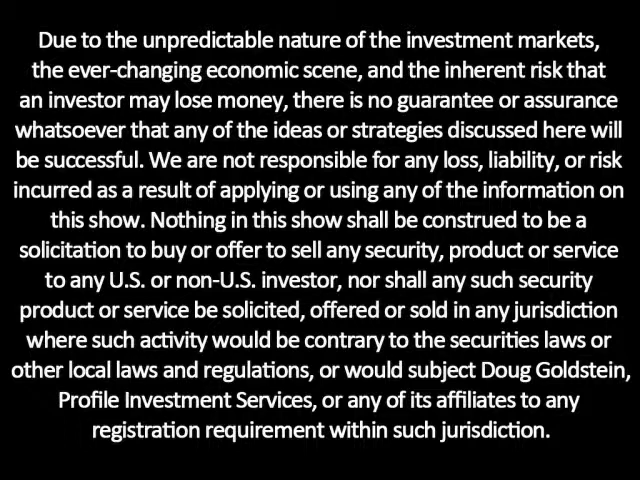 Due to the unpredictable nature of the investment markets,
the ever-changing economic scene, and the inherent risk that
an investor may lose money, there is no guarantee or assurance
whatsoever that any of the ideas or strategies discussed here will
be successful. We are not responsible for any loss, liability, or risk
incurred as a result of applying or using any of the information on
this show. Nothing in this show shall be construed to be a
solicitation to buy or offer to sell any security, product or service
to any U.S. or non-U.S. investor, nor shall any such security
product or service be solicited, offered or sold in any jurisdiction
where such activity would be contrary to the securities laws or
other local laws and regulations, or would subject Doug Goldstein,
Profile Investment Services, or any of its affiliates to any
registration requirement within such jurisdiction.